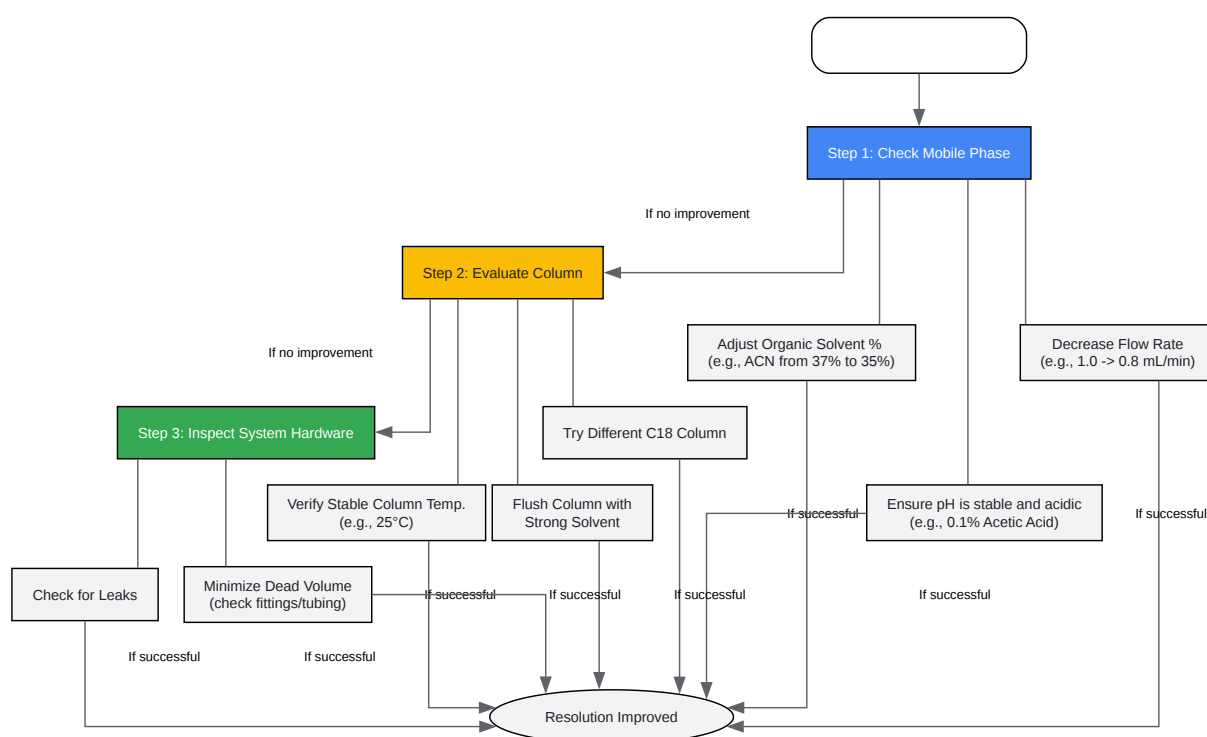 Step 1: Check Mobile Phase
If no improvement
Step 2: Evaluate Column
Adjust Organic Solvent %
(e.g., ACN from 37% to 35%)
Decrease Flow Rate
(e.g., 1.0 -> 0.8 mL/min)
If no improvement
Step 3: Inspect System Hardware
Try Different C18 Column
Verify Stable Column Temp.
(e.g., 25°C)
Flush Column with
Strong Solvent
If successful
Ensure pH is stable and acidic
(e.g., 0.1% Acetic Acid)
If successful
Check for Leaks
Minimize Dead Volume
(check fittings/tubing)
If successful
If successful
If successful
If successful
If successful
If successful
Resolution Improved